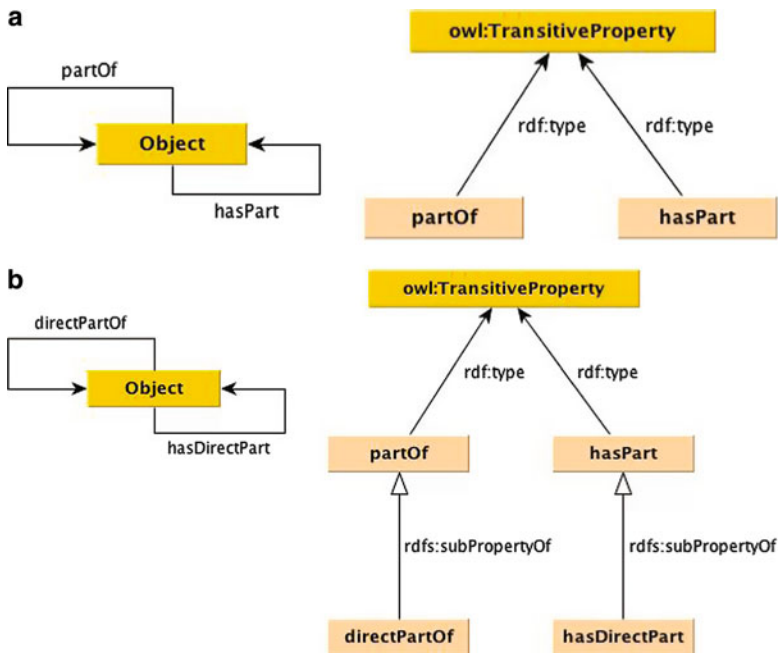 a
owl:TransitiveProperty
partOf
Object
rdf:type
rdf:type
hasPart
partOf
hasPart
b
owl:TransitiveProperty
directPartOf
Object
rdf:type
rdf:type
hasDirectPart
partOf
hasPart
rdfs:subPropertyOf
rdfs:subPropertyOf
directPartOf
hasDirectPart